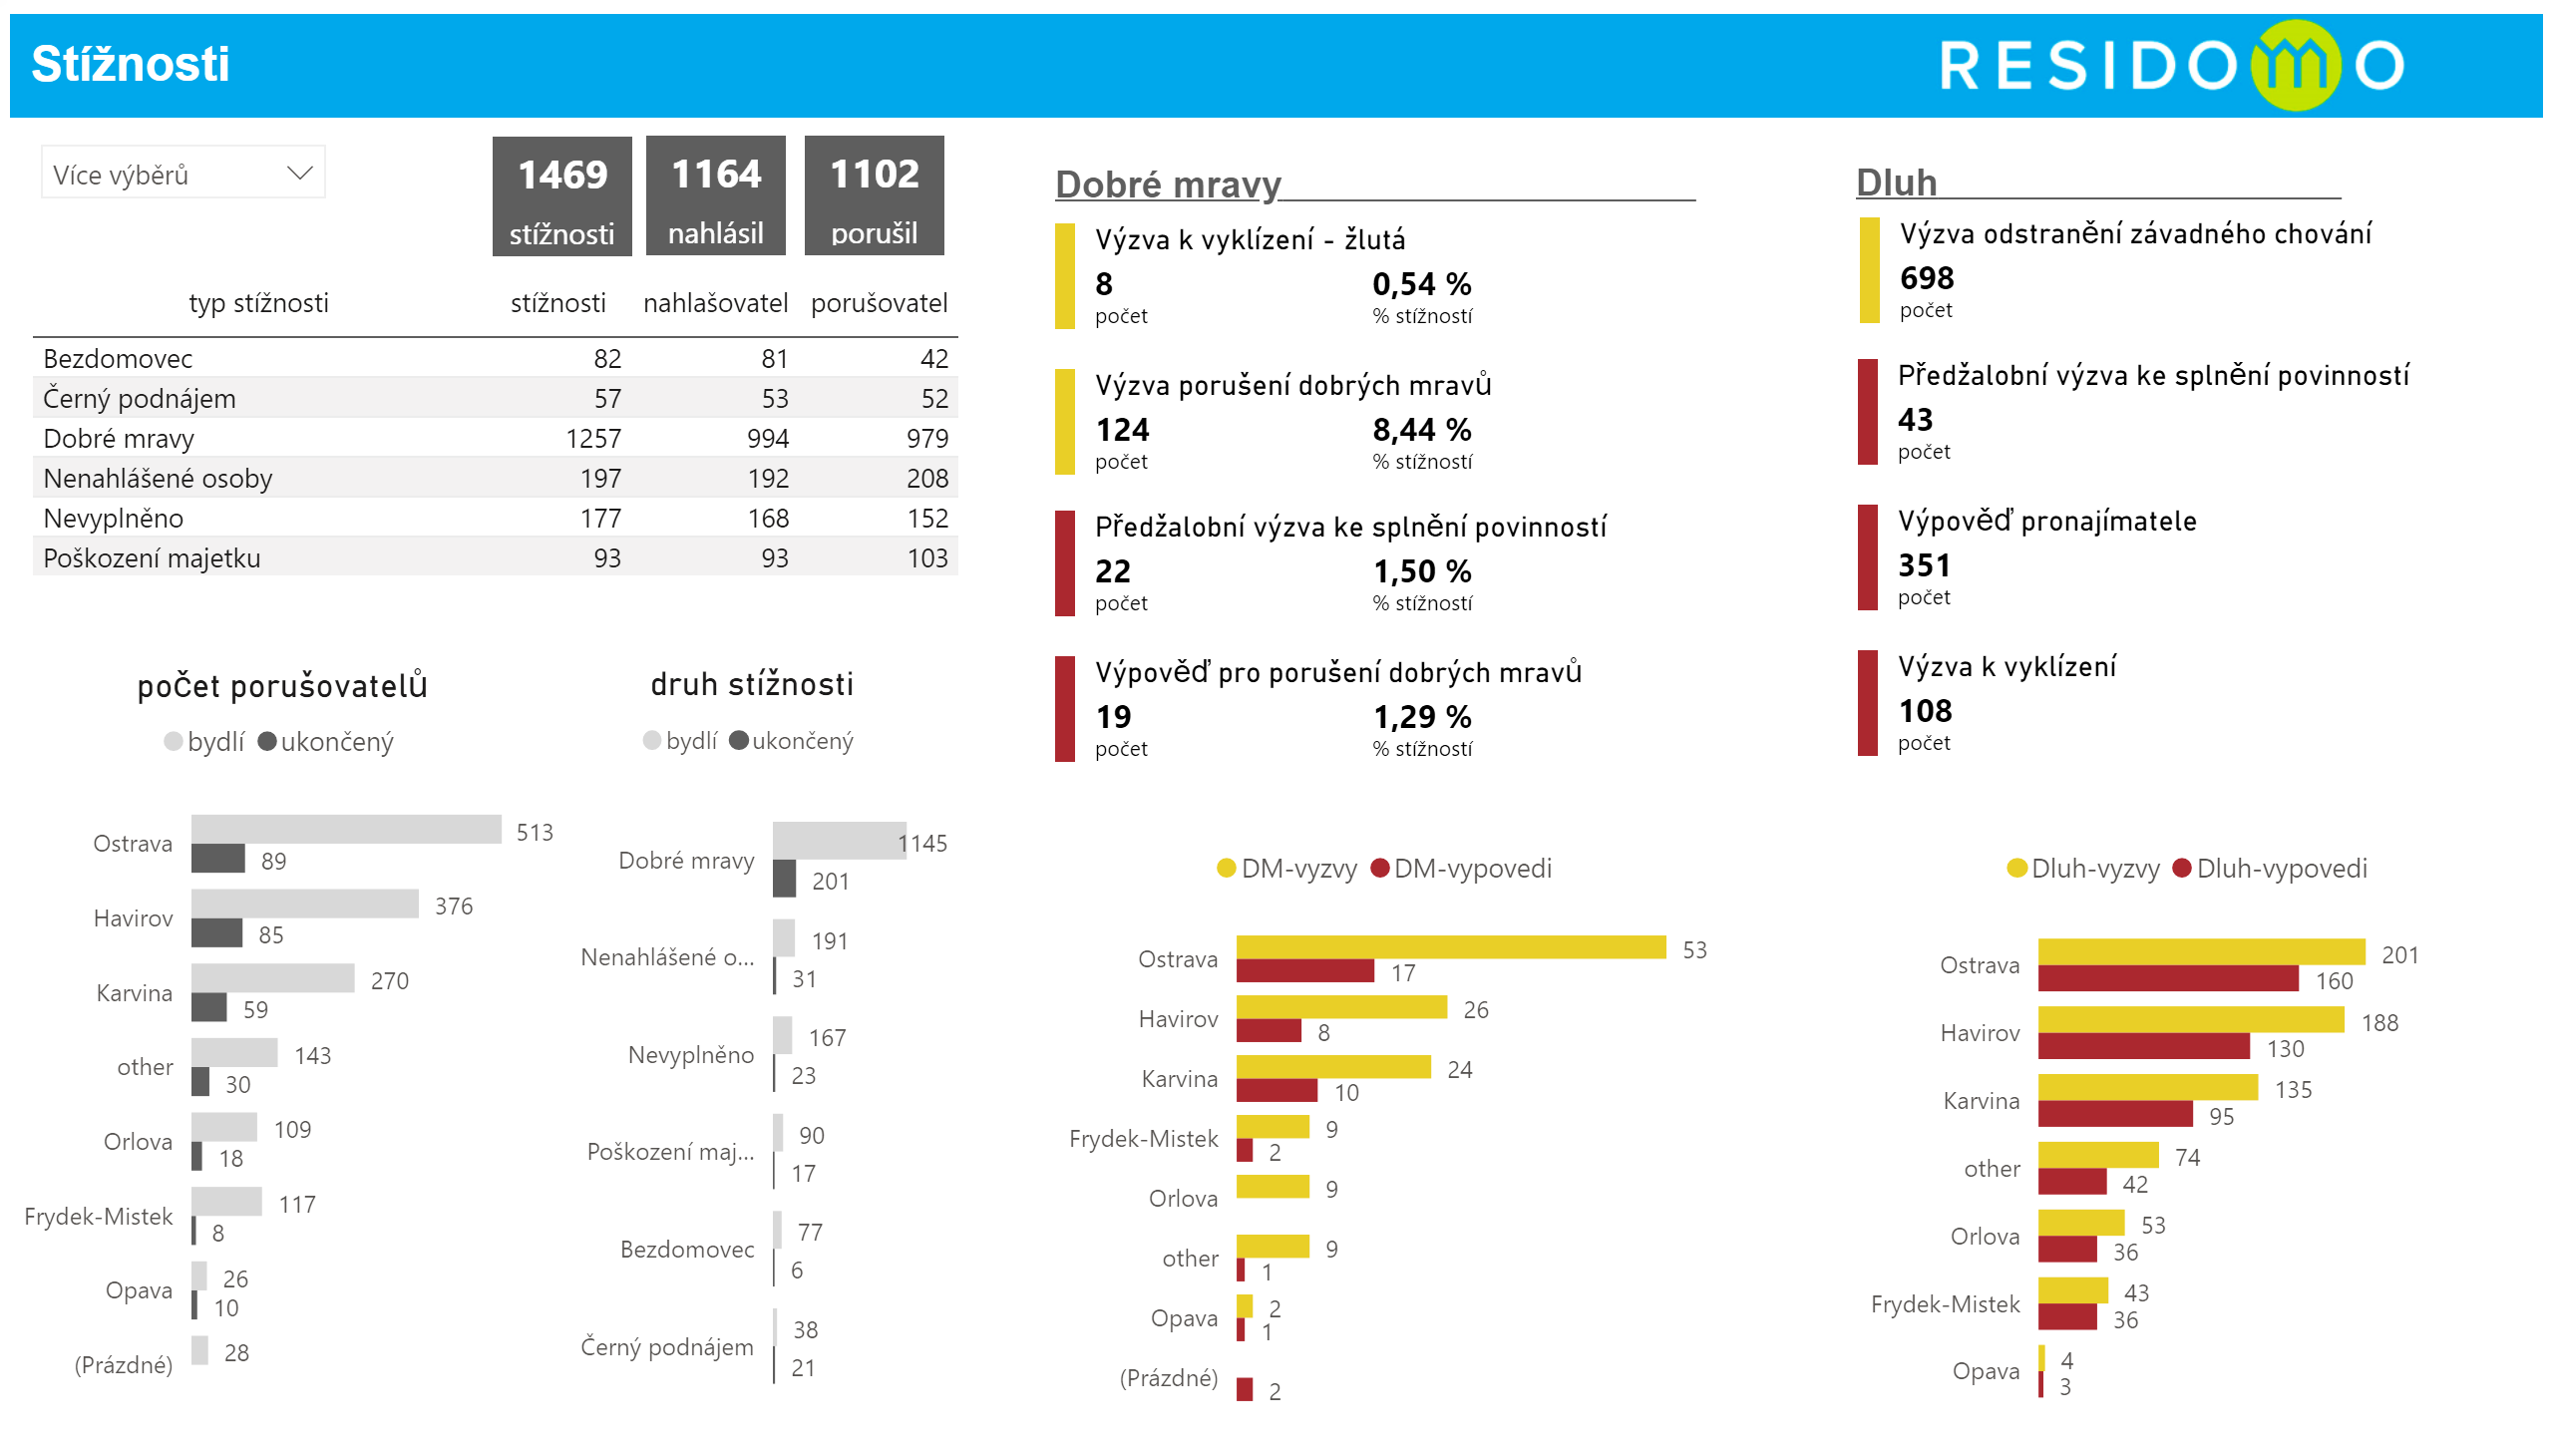 Stížnosti
RESIDOMO
Více výběrů
1469
stížnosti
1164
nahlásil
1102
porušil
typ stížnosti stížnosti nahlašovatel porušovatel
Bezdomovec 82 81 42
Černý podnájem 57 53 52
Dobré mravy 1257 994 979
Nenahlášené osoby 197 192 208
Nevyplněno 177 168 152
Poškození majetku 93 93 103
Dobré mravy
Výzva k vyklízení - žlutá
8 0,54 %
počet % stížností
Výzva porušení dobrých mravů
124 8,44 %
počet % stížností
Předžalobní výzva ke splnění povinností
22 1,50 %
počet % stížností
Výpověď pro porušení dobrých mravů
19 1,29 %
počet % stížností
Dluh
Výzva odstranění závadného chování
698
počet
Předžalobní výzva ke splnění povinností
43
počet
Výpověď pronajímatele
351
počet
Výzva k vyklízení
108
počet
počet porušovatelů
bydlí ukončený
Ostrava 513
89
Havirov 376
85
Karvina 270
59
other 143
30
Orlova 109
18
Frydek-Mistek 117
8
Opava 26
10
(Prázdné) 28
druh stížnosti
bydlí ukončený
Dobré mravy 1145
201
Nenahlášené o... 191
31
Nevyplněno 167
23
Poškození maj... 90
17
Bezdomovec 77
6
Černý podnájem 38
21
DM-vyzvy DM-vypovedi
Ostrava 53
17
Havirov 26
8
Karvina 24
10
Frydek-Mistek 9
2
Orlova 9
other 9
1
Opava 2
1
(Prázdné) 2
Dluh-vyzvy Dluh-vypovedi
Ostrava 201
160
Havirov 188
130
Karvina 135
95
other 74
42
Orlova 53
36
Frydek-Mistek 43
36
Opava 4
3